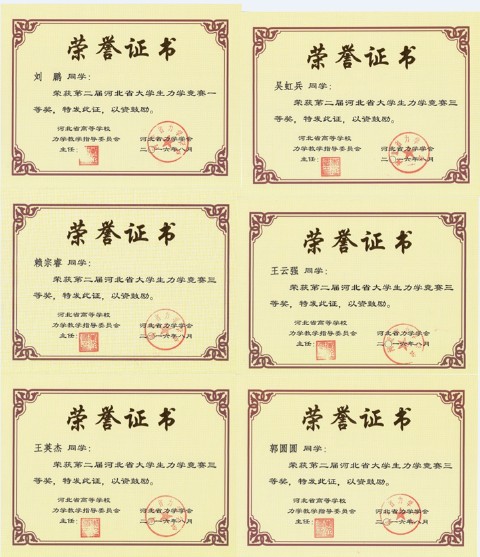 荣誉证书
刘 鹏 同学：
荣获第二届河北省大学生力学竞赛一
等奖，特发此证，以资鼓励。
河北省高等学校
力学教学指导委员会 河北省力学学会
主任： 二〇一六年八月
荣誉证书
吴虹兵 同学：
荣获第二届河北省大学生力学竞赛三
等奖，特发此证，以资鼓励。
河北省高等学校
力学教学指导委员会 河北省力学学会
主任： 二〇一六年八月
荣誉证书
赖宗睿 同学：
荣获第二届河北省大学生力学竞赛三
等奖，特发此证，以资鼓励。
河北省高等学校
力学教学指导委员会 河北省力学学会
主任： 二〇一六年八月
荣誉证书
王云强 同学：
荣获第二届河北省大学生力学竞赛三
等奖，特发此证，以资鼓励。
河北省高等学校
力学教学指导委员会 河北省力学学会
主任： 二〇一六年八月
荣誉证书
王英杰 同学：
荣获第二届河北省大学生力学竞赛三
等奖，特发此证，以资鼓励。
河北省高等学校
力学教学指导委员会 河北省力学学会
主任： 二〇一六年八月
荣誉证书
郭圆圆 同学：
荣获第二届河北省大学生力学竞赛三
等奖，特发此证，以资鼓励。
河北省高等学校
力学教学指导委员会 河北省力学学会
主任： 二〇一六年八月